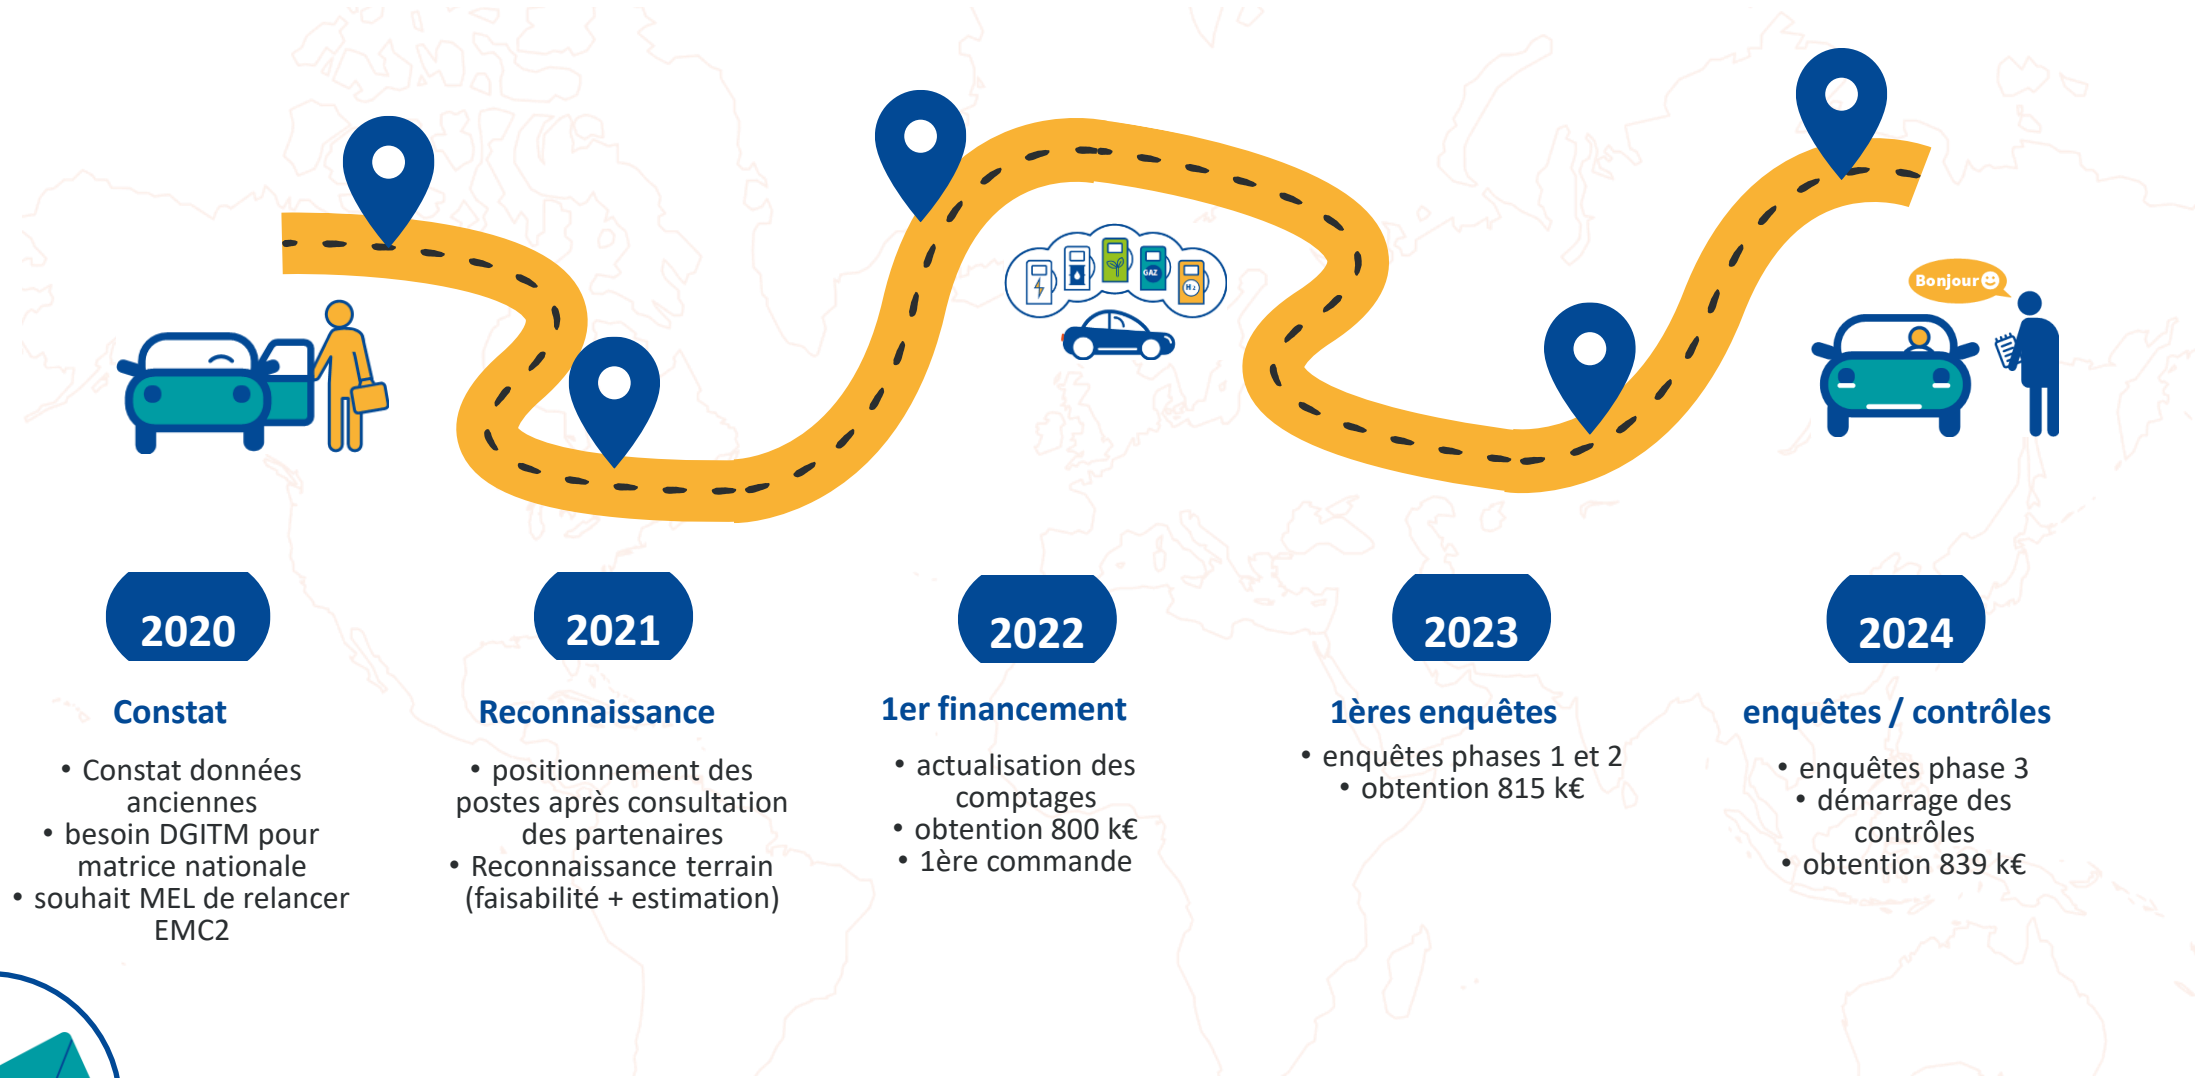 GAZ
H2
Bonjour
2020
2021
2022
2023
2024
Constat
• Constat données
anciennes
• besoin DGITM pour
matrice nationale
• souhait MEL de relancer
EMC2
Reconnaissance
• positionnement des
postes après consultation
des partenaires
• Reconnaissance terrain
(faisabilité + estimation)
1er financement
• actualisation des
comptages
• obtention 800 k€
• 1ère commande
1ères enquêtes
• enquêtes phases 1 et 2
• obtention 815 k€
enquêtes / contrôles
• enquêtes phase 3
• démarrage des
contrôles
• obtention 839 k€